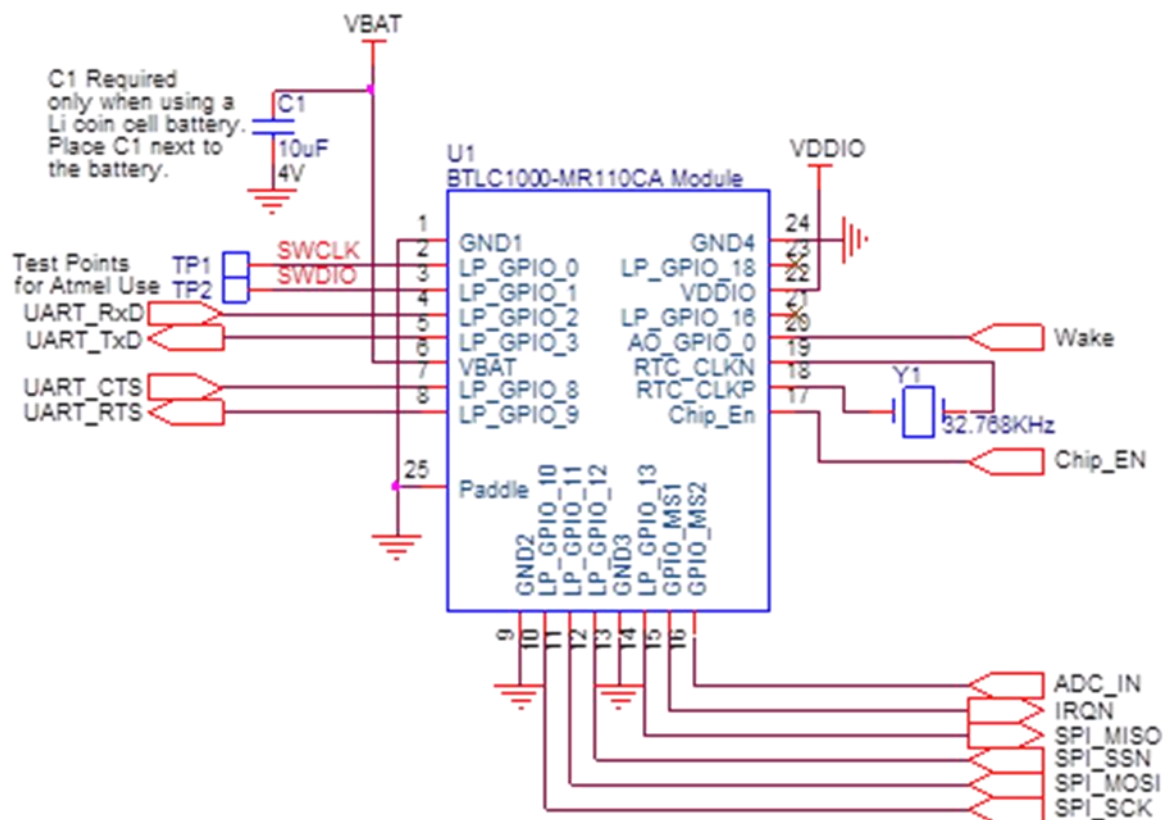 VBAT
C1 Required
only when using a
Li coin cell battery.
Place C1 next to
the battery.
C1
10uF
4V
U1
BTLC1000-MR110CA Module
VDDIO
Test Points
for Atmel Use
TP1
TP2
SWCLK
SWDIO
UART_RxD
UART_TxD
UART_CTS
UART_RTS
1
2
3
4
5
6
7
8
25
GND1
LP_GPIO_0
LP_GPIO_1
LP_GPIO_2
LP_GPIO_3
VBAT
LP_GPIO_8
LP_GPIO_9
Paddle
GND4
LP_GPIO_18
VDDIO
LP_GPIO_16
AO_GPIO_0
RTC_CLKN
RTC_CLKP
Chip_En
24
23
22
21
20
19
18
17
Wake
Y1
32.768KHz
Chip_EN
GND2
LP_GPIO_10
LP_GPIO_11
LP_GPIO_12
GND3
LP_GPIO_13
GPIO_MS1
GPIO_MS2
9
10
11
12
13
14
15
16
ADC_IN
IRQN
SPI_MISO
SPI_SSN
SPI_MOSI
SPI_SCK